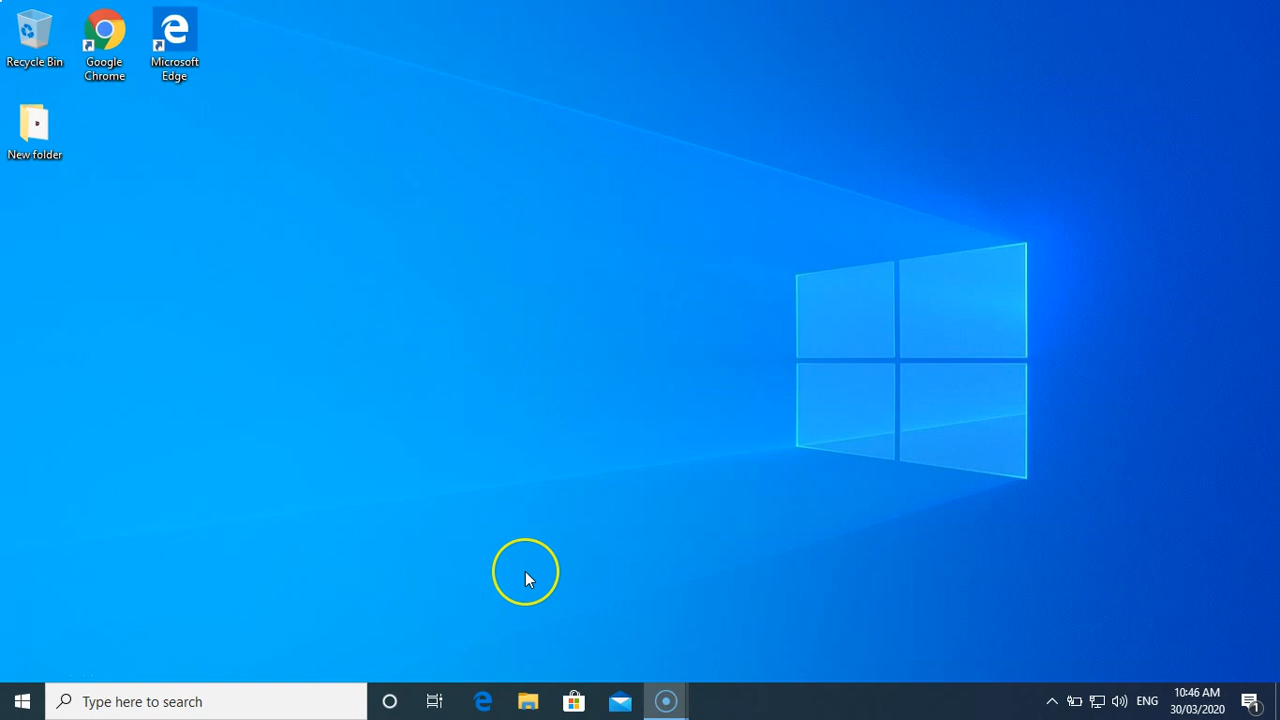 Recycle Bin
Google
Chrome
Microsoft
Edge
New folder
Type here to search
ENG
10:46 AM
30/03/2020
1